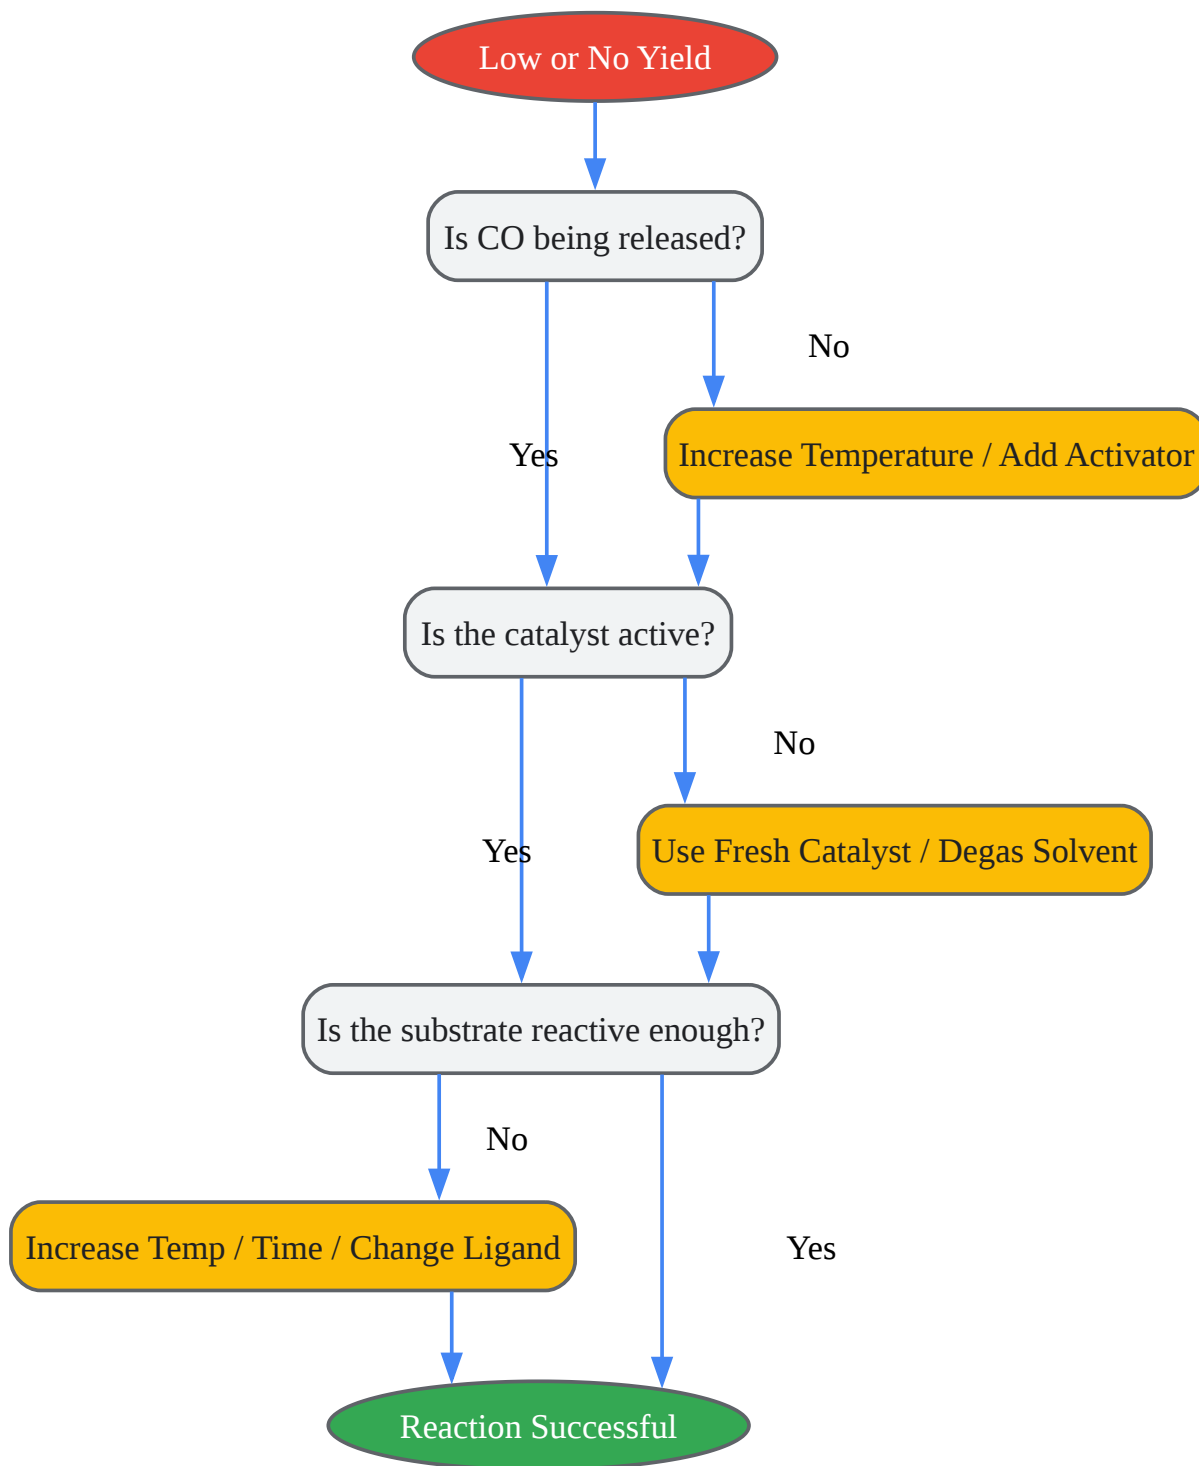 Low or No Yield
Is CO being released?
No
Yes
Increase Temperature / Add Activator
Is the catalyst active?
No
Yes
Use Fresh Catalyst / Degas Solvent
Is the substrate reactive enough?
No
Increase Temp / Time / Change Ligand
Yes
Reaction Successful